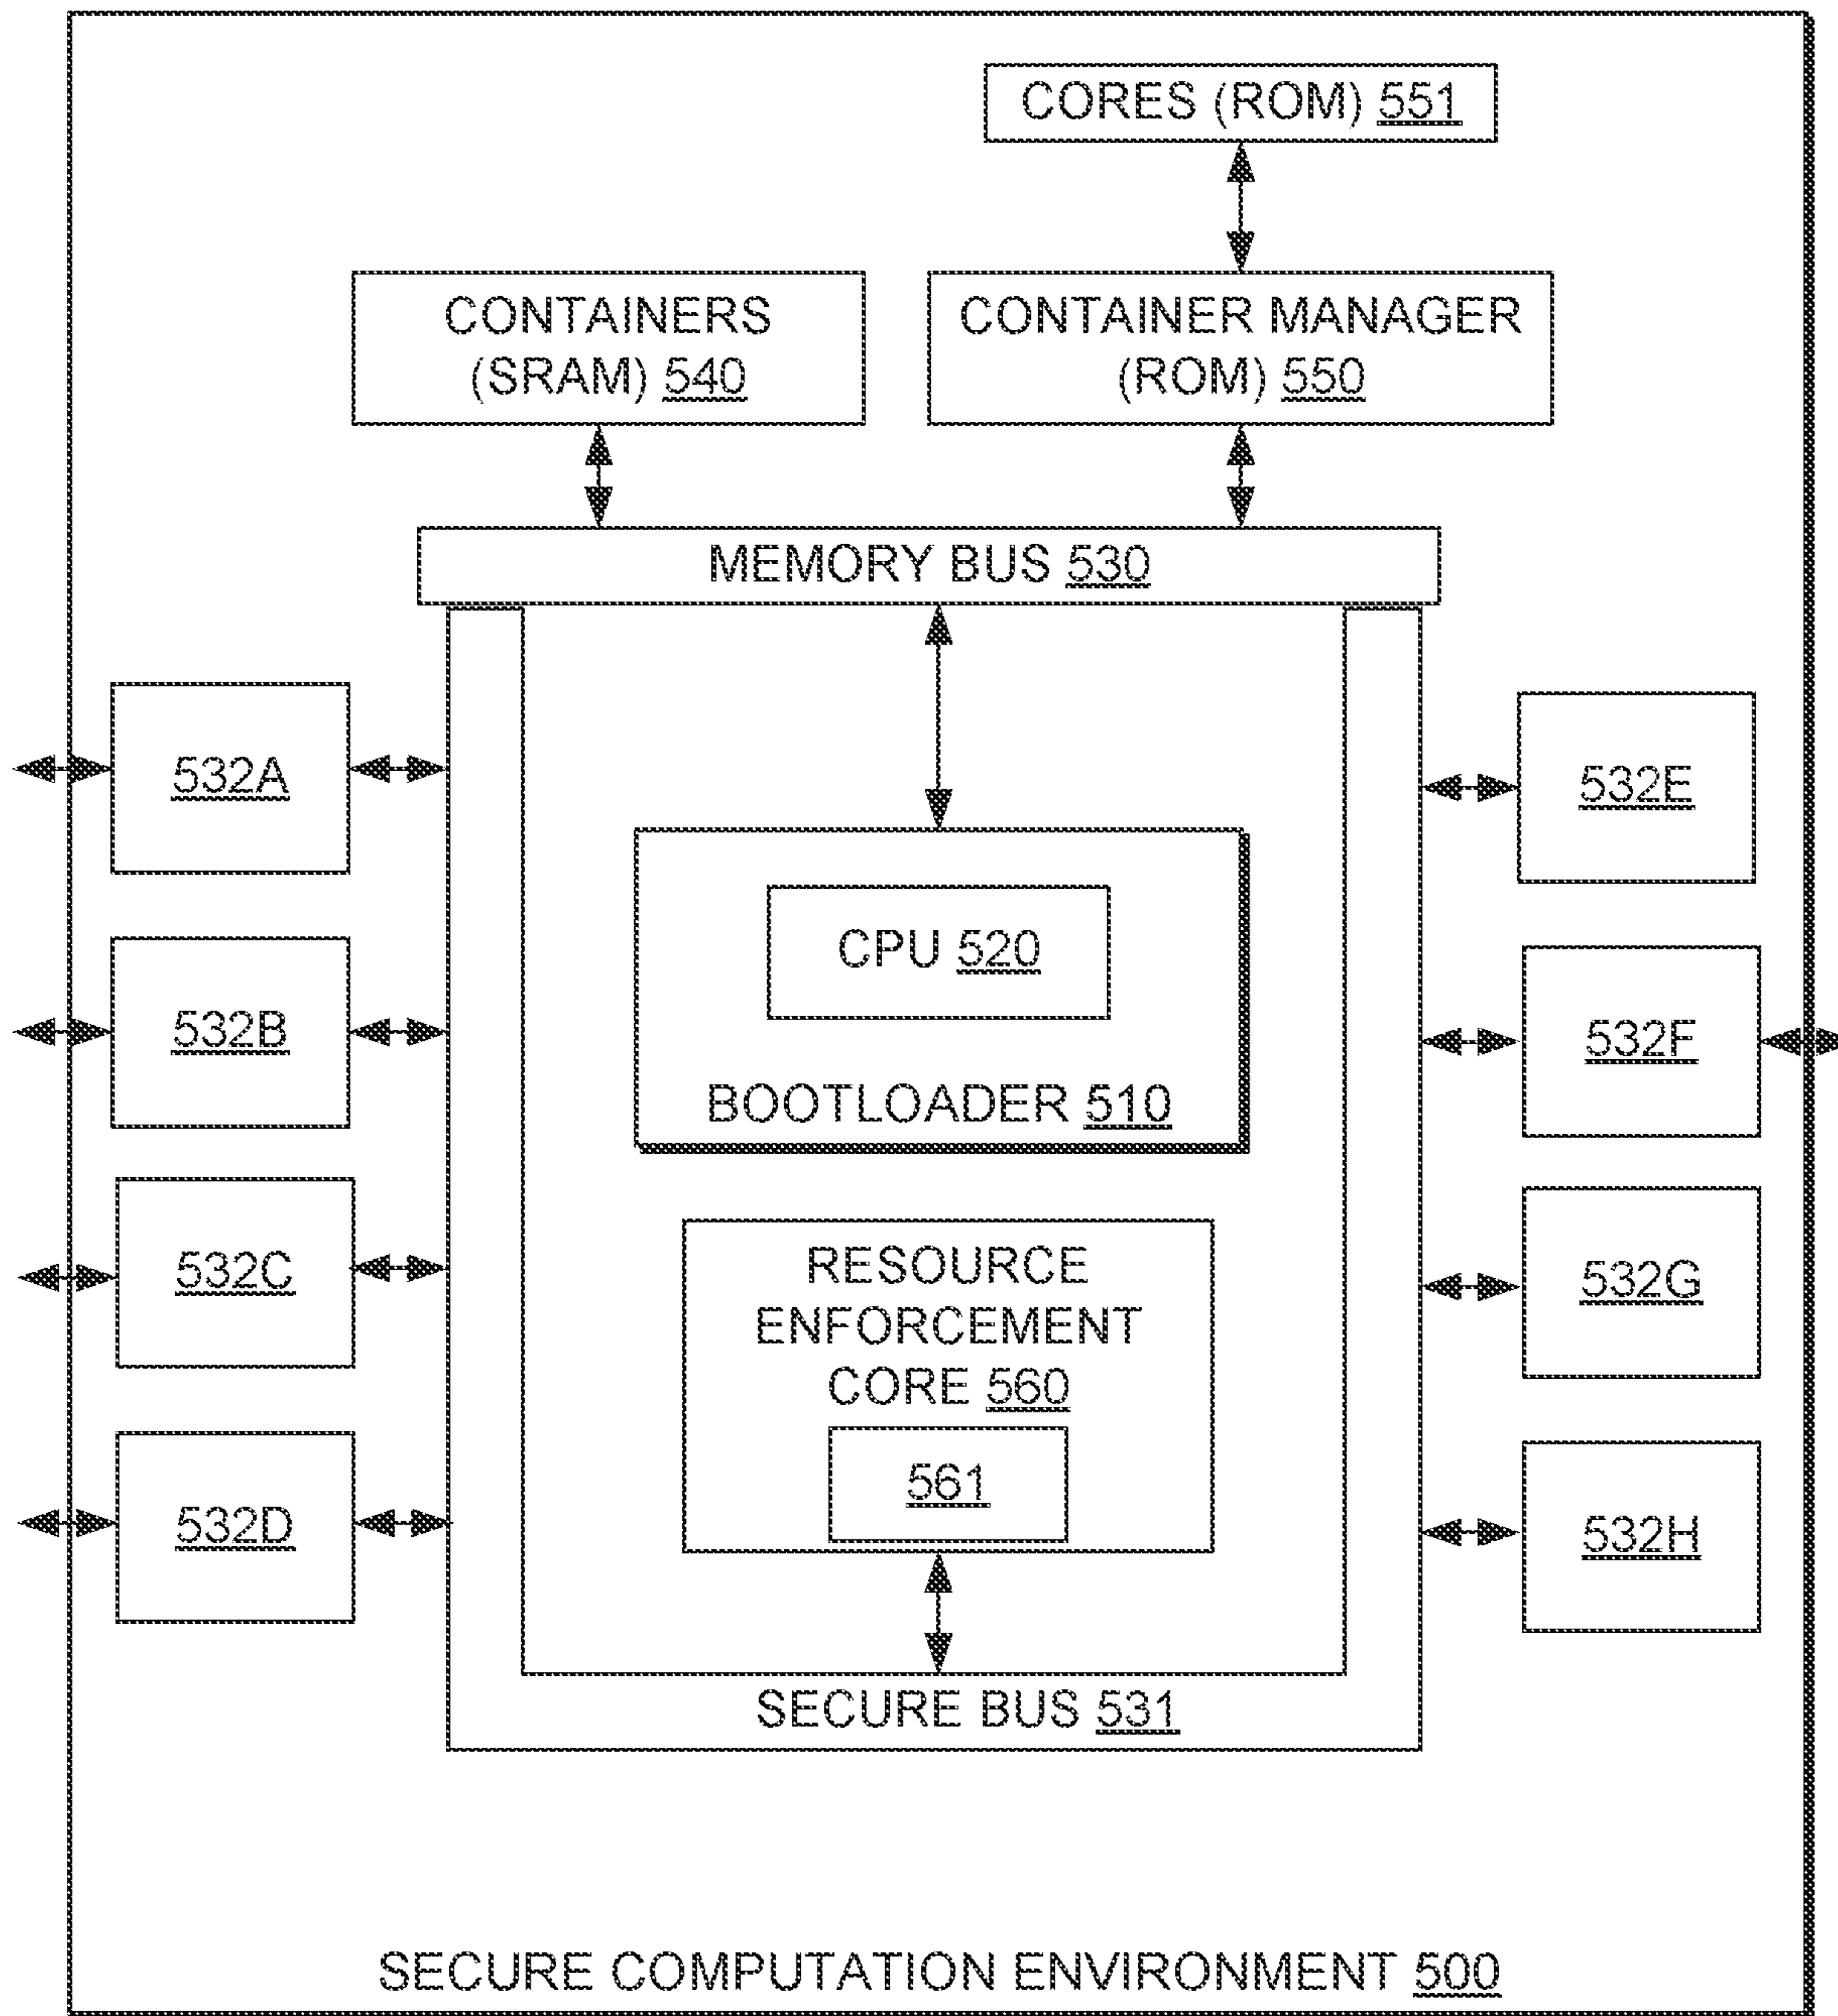 CORES (ROM) 551
CONTAINERS
(SRAM) 540
CONTAINER MANAGER
(ROM) 550
MEMORY BUS 530
532A
532B
532C
532D
CPU 520
BOOTLOADER 510
RESOURCE
ENFORCEMENT
CORE 560
561
SECURE BUS 531
532E
532F
532G
532H
SECURE COMPUTATION ENVIRONMENT 500